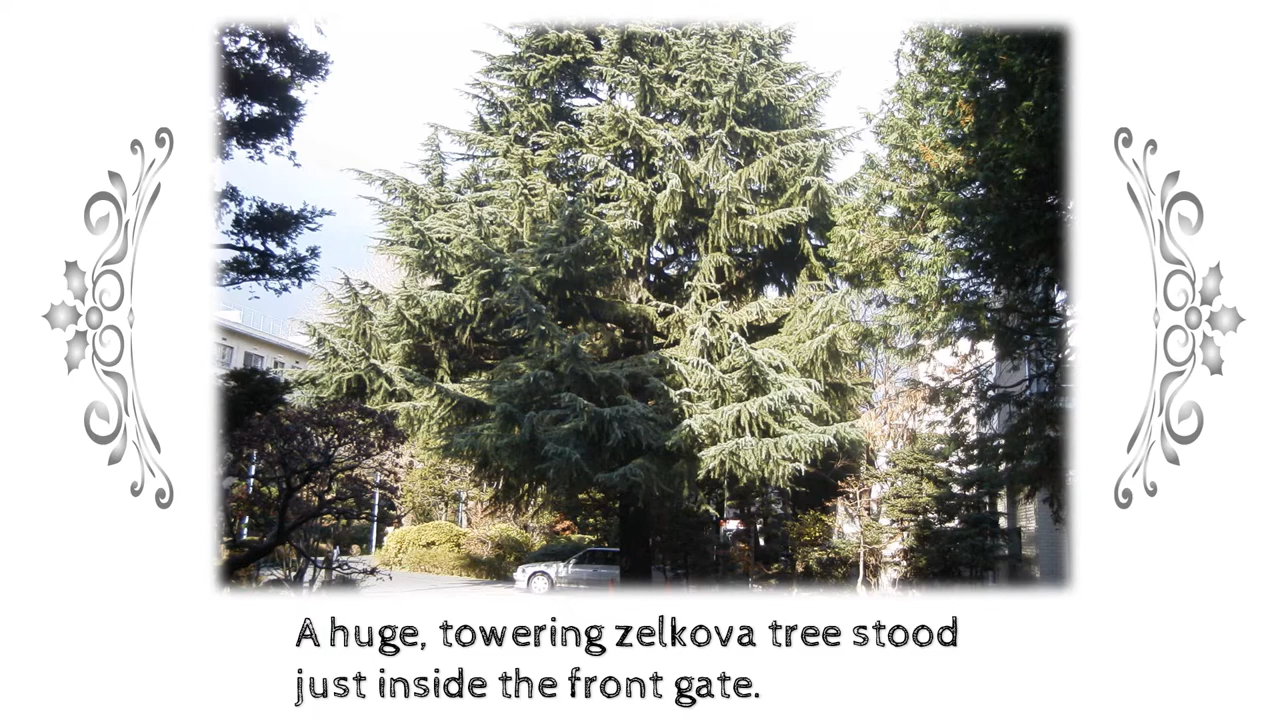 A huge, towering zelkova tree stood
just inside the front gate.